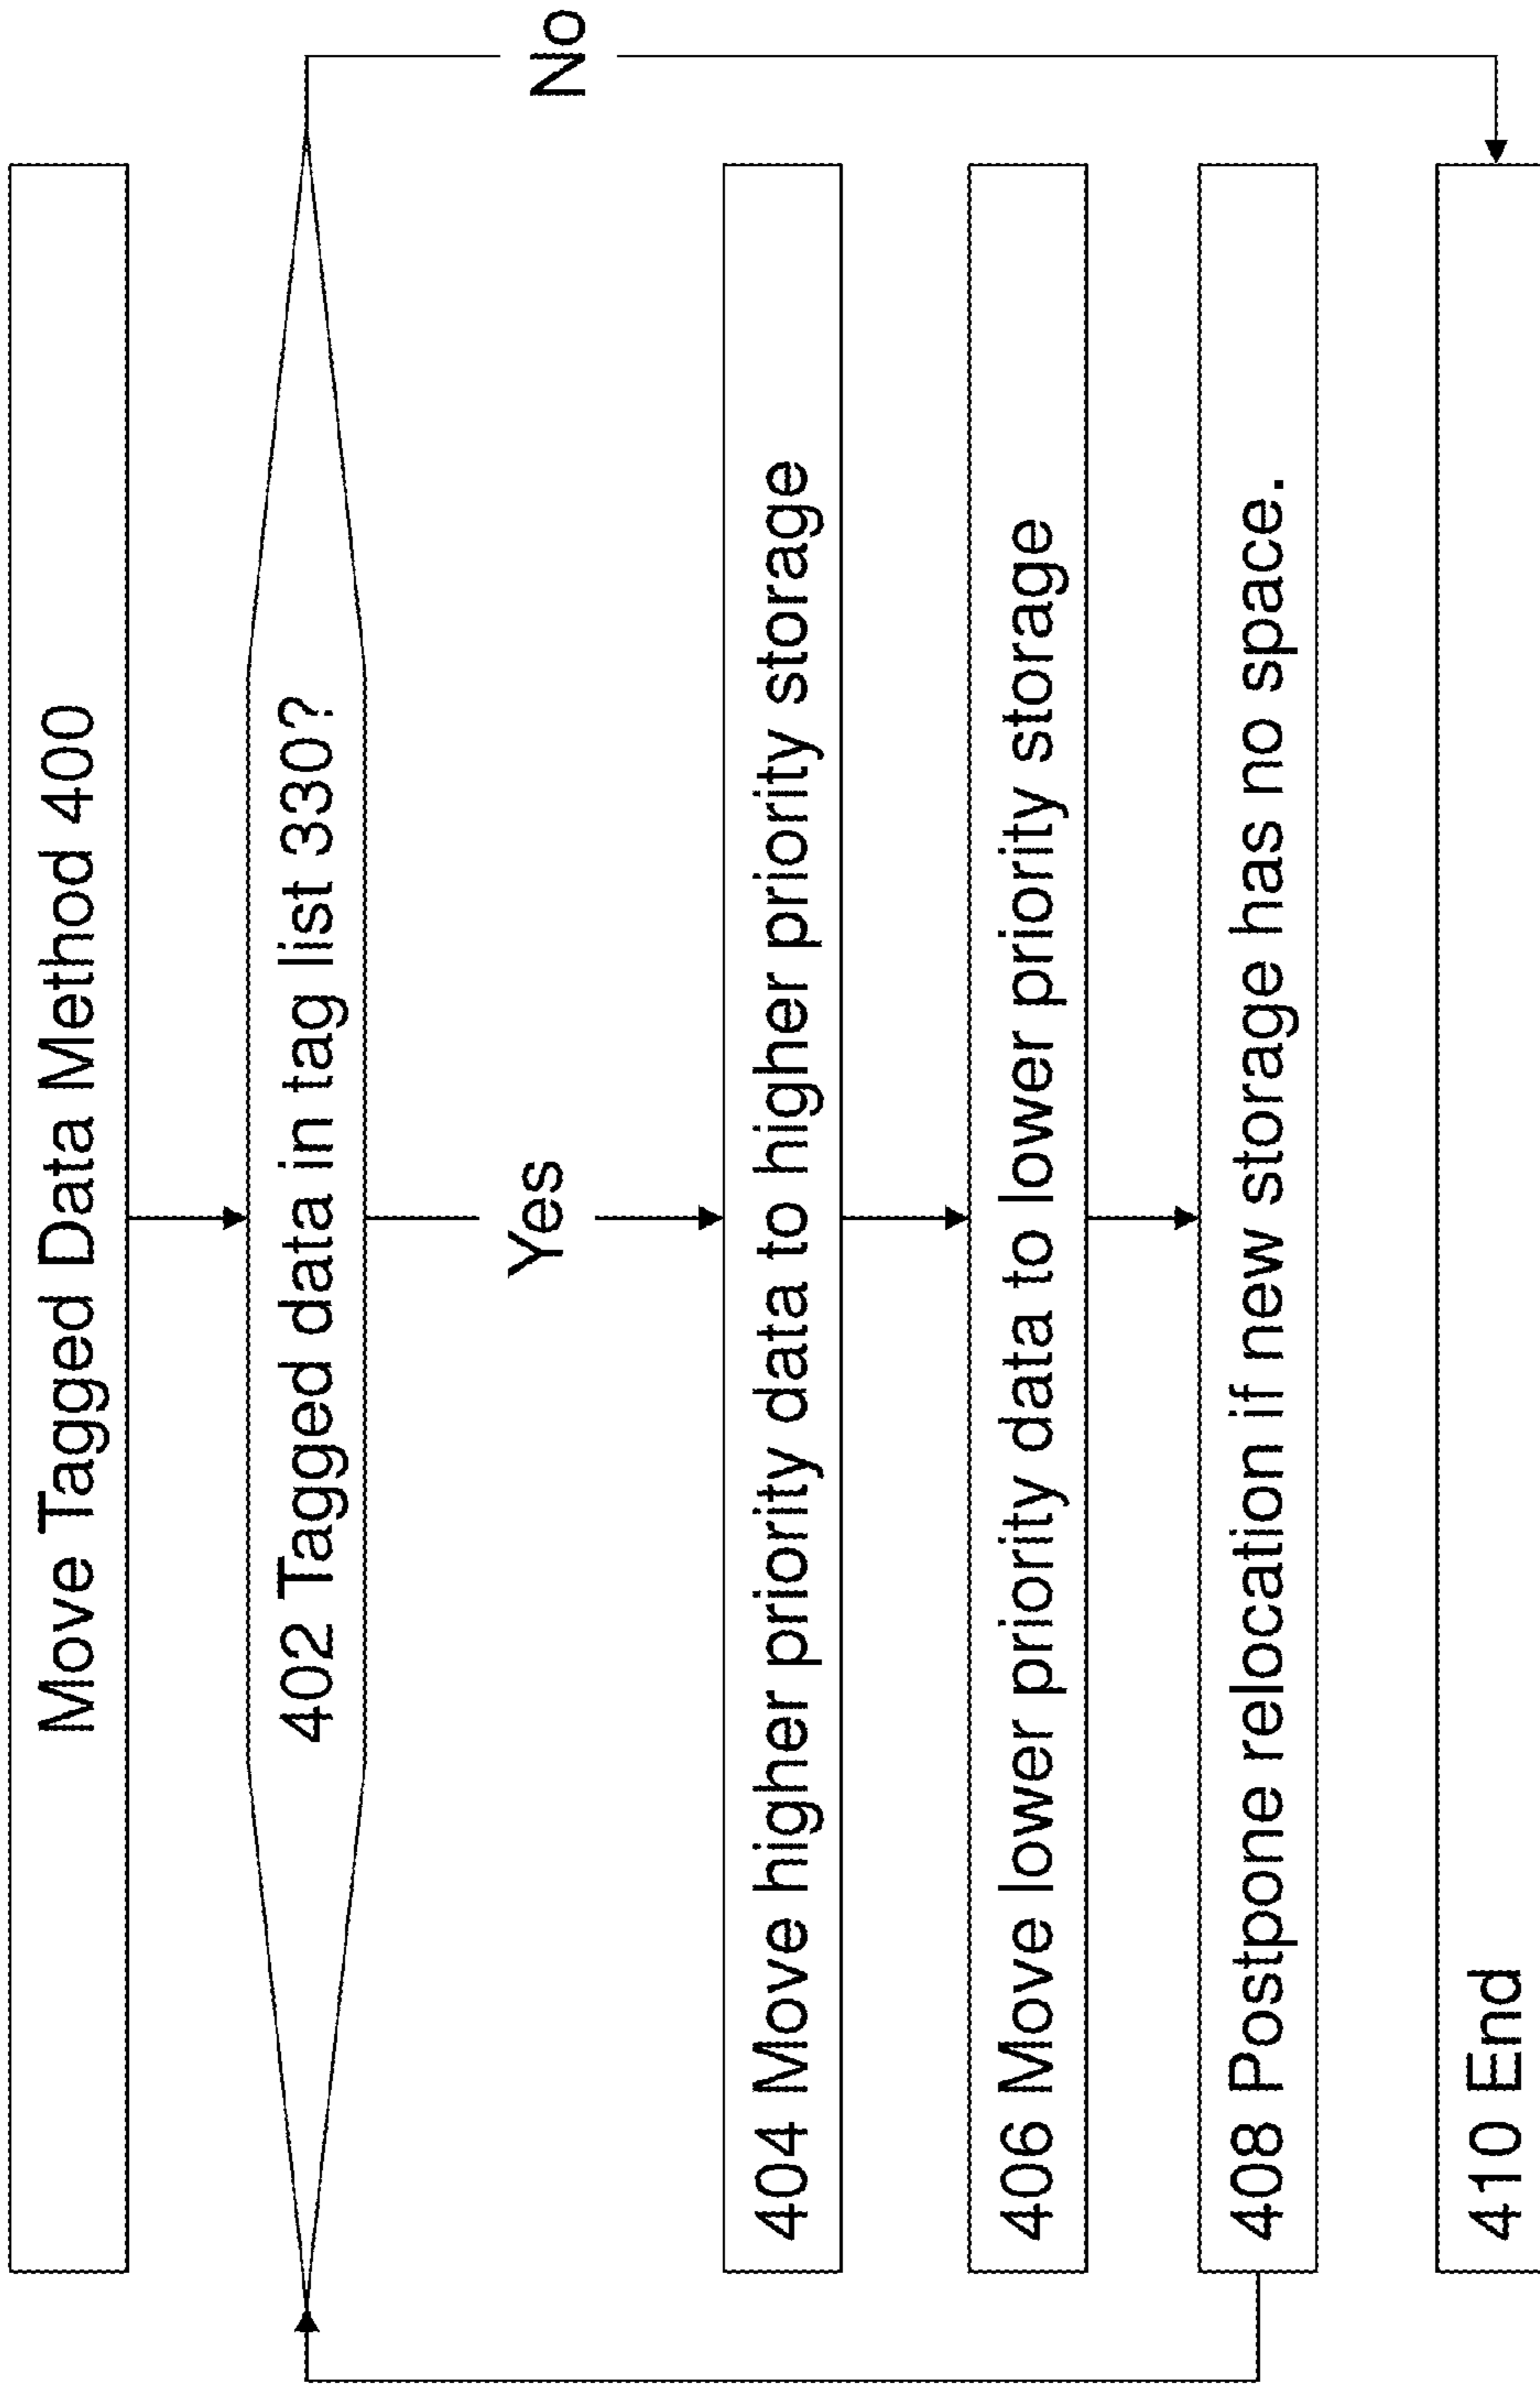 Move Tagged Data Method 400
402 Tagged data in tag list 330?
Yes
No
404 Move higher priority data to higher priority storage
406 Move lower priority data to lower priority storage
408 Postpone relocation if new storage has no space.
410 End